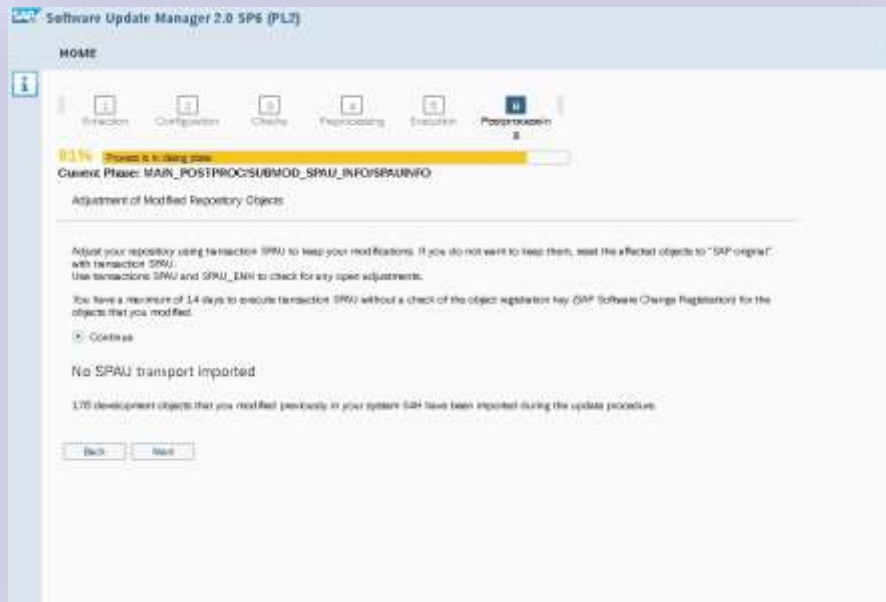 SAP Software Update Manager 2.0 SP6 (PL2)
HOME
i
1 2 3 4 5 6
Extraction Configuration Checks Preprocessing Execution Postprocessin
g
91% Process is in dialog state
Current Phase: MAIN_POSTPROC/SUBMOD_SPAU_INFO/SPAUINFO
Adjustment of Modified Repository Objects
Adjust your repository using transaction SPAU to keep your modifications. If you do not want to keep them, reset the affected objects to "SAP original"
with transaction SPAU.
Use transactions SPAU and SPAU_ENH to check for any open adjustments.
You have a maximum of 14 days to execute transaction SPAU without a check of the object registration key (SAP Software Change Registration) for the
objects that you modified.
Continue
No SPAU transport imported
178 development objects that you modified previously in your system S4H have been imported during the update procedure.
Back Next